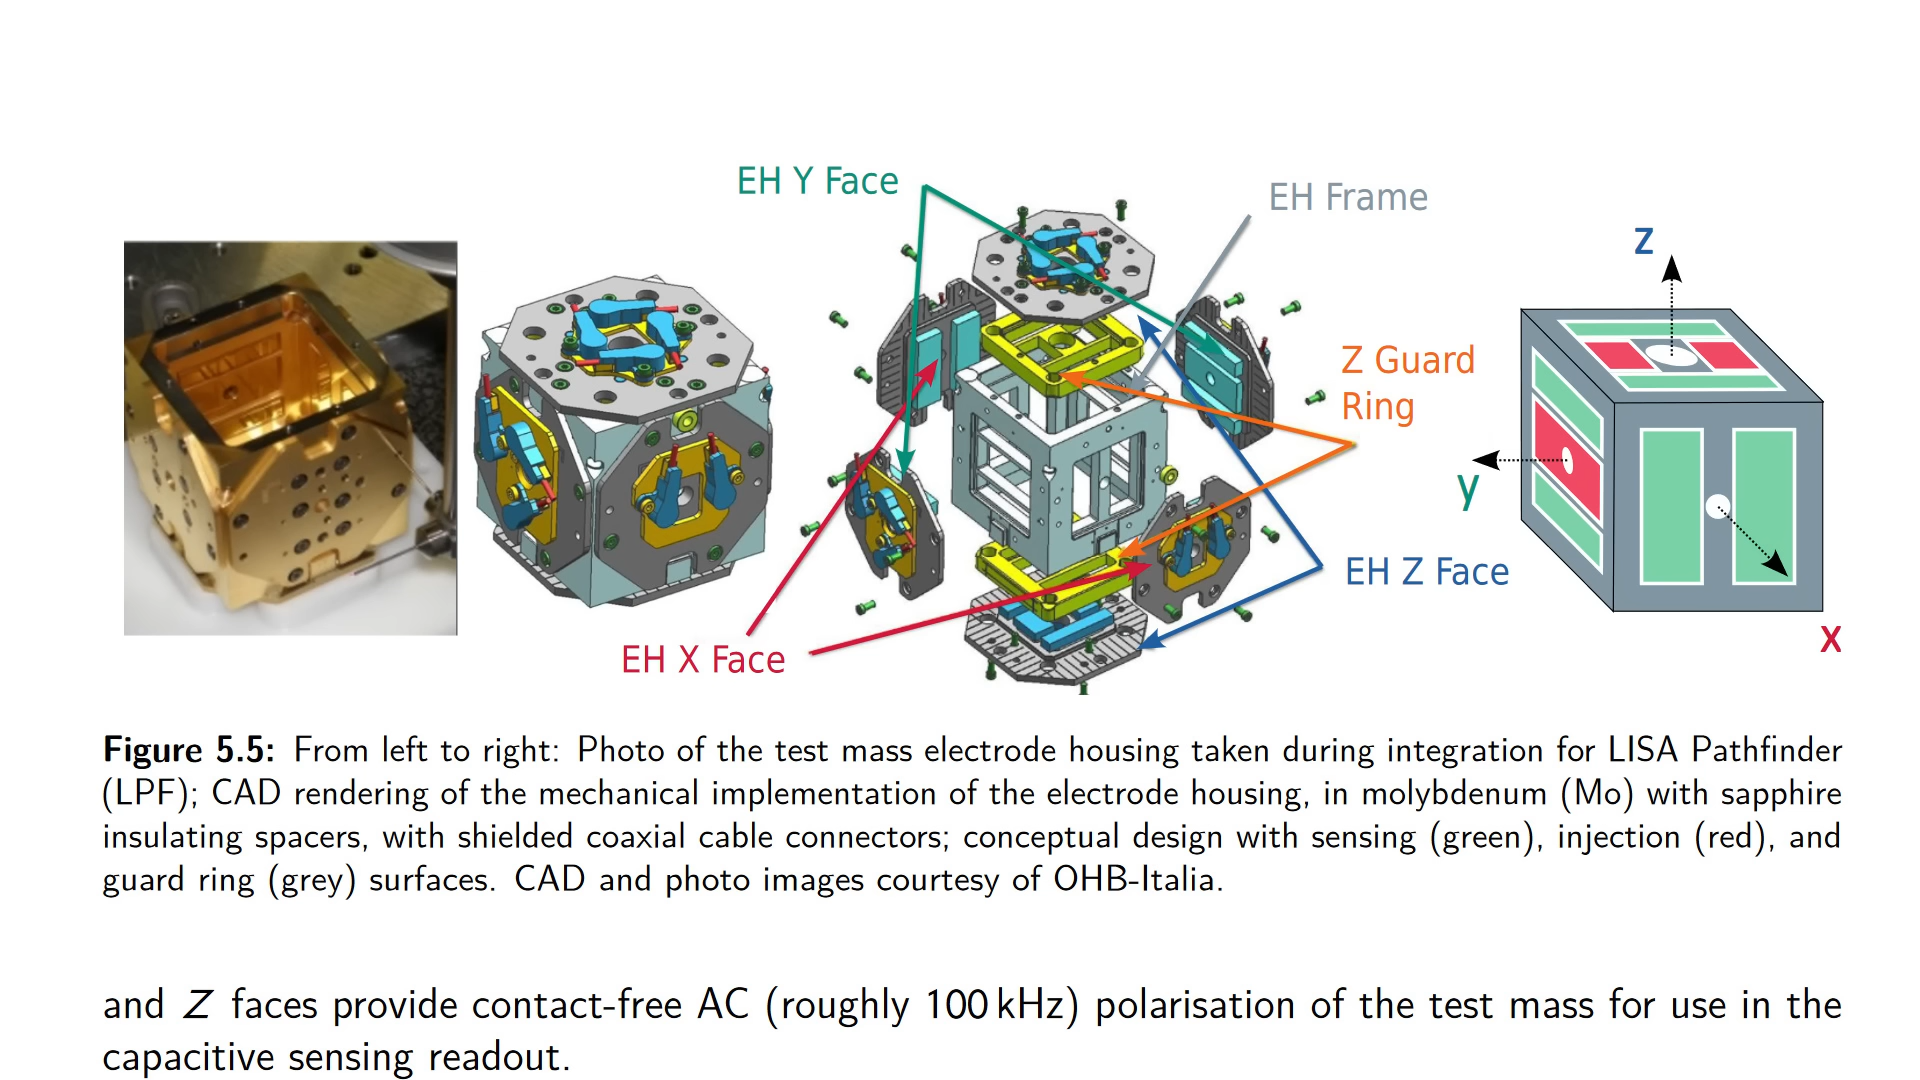 EH Y Face
EH Frame
Z
Z Guard
Ring
y
EH Z Face
EH X Face
X
Figure 5.5: From left to right: Photo of the test mass electrode housing taken during integration for LISA Pathfinder
(LPF); CAD rendering of the mechanical implementation of the electrode housing, in molybdenum (Mo) with sapphire
insulating spacers, with shielded coaxial cable connectors; conceptual design with sensing (green), injection (red), and
guard ring (grey) surfaces. CAD and photo images courtesy of OHB-Italia.
and Z faces provide contact-free AC (roughly 100 kHz) polarisation of the test mass for use in the
capacitive sensing readout.